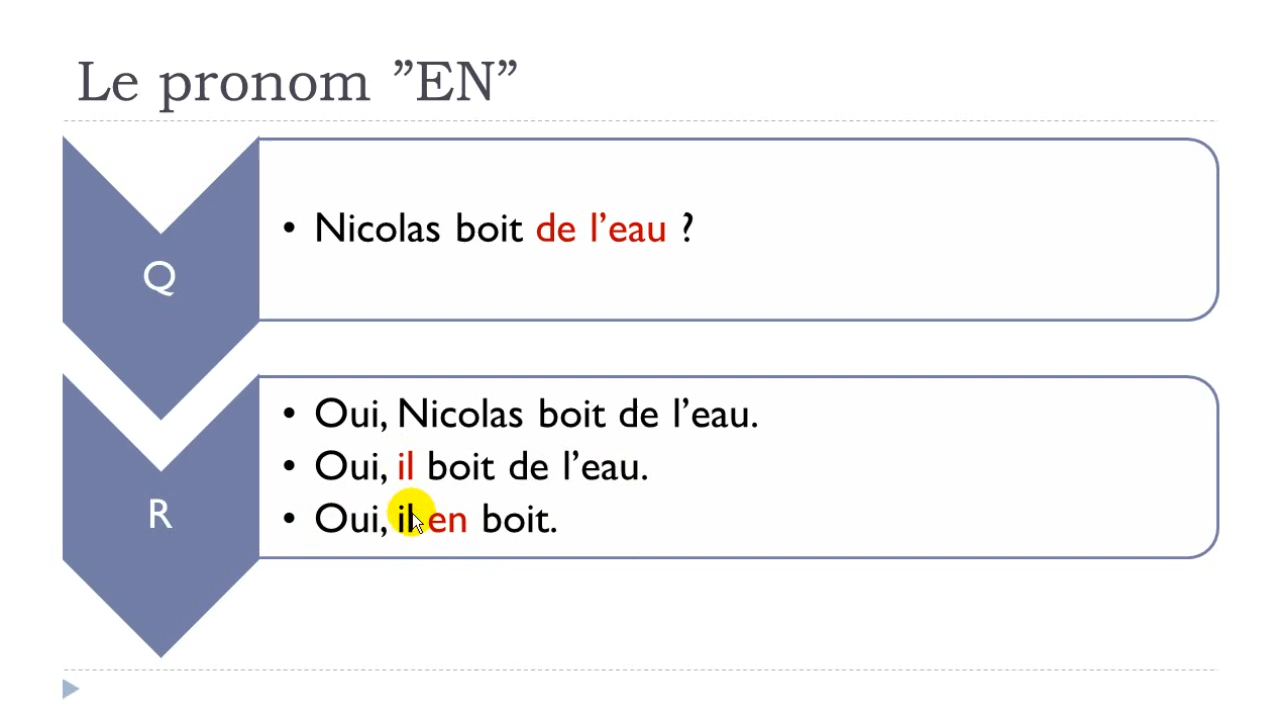 Le pronom ”EN”
Q
• Nicolas boit de l’eau ?
R
• Oui, Nicolas boit de l’eau.
• Oui, il boit de l’eau.
• Oui, il en boit.